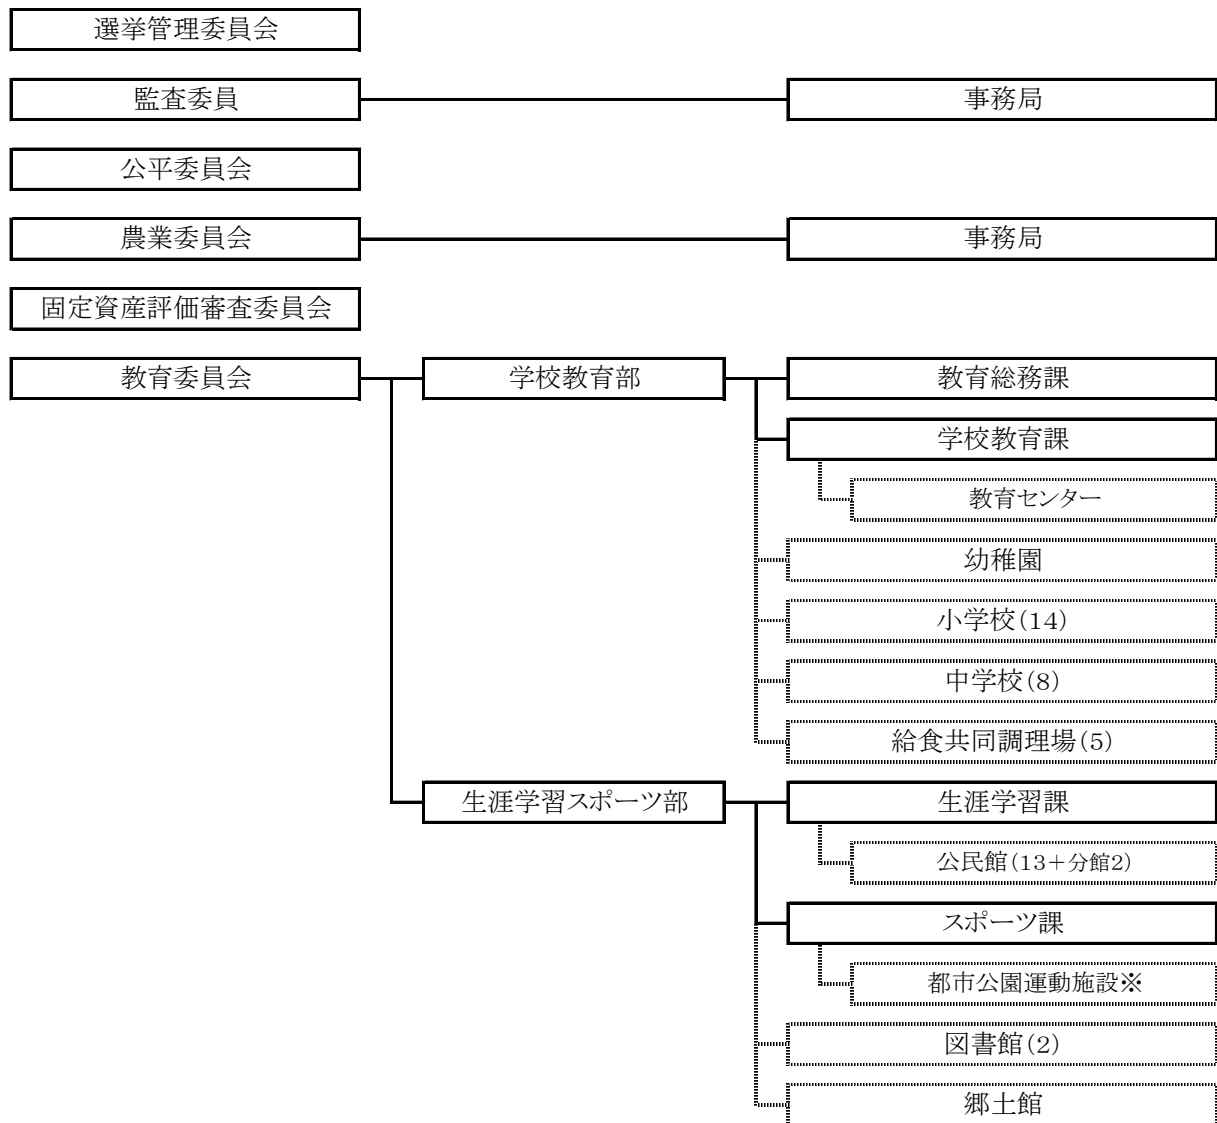 選挙管理委員会
監査委員
事務局
公平委員会
農業委員会
事務局
固定資産評価審査委員会
教育委員会
学校教育部
教育総務課
学校教育課
教育センター
幼稚園
小学校(14)
中学校(8)
給食共同調理場(5)
生涯学習スポーツ部
生涯学習課
公民館(13+分館2)
スポーツ課
都市公園運動施設※
図書館(2)
郷土館